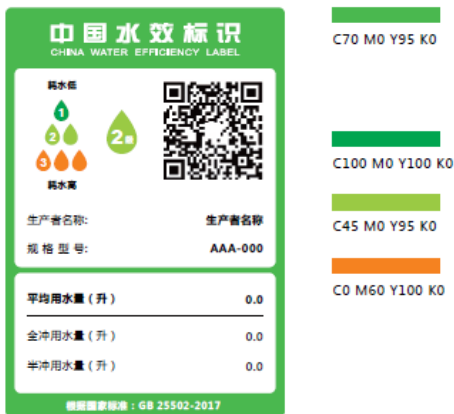 中国水效标识
CHINA WATER EFFICIENCY LABEL
耗水低
1
2
3
耗水高
2级
生产者名称: 生产者名称
规格型号: AAA-000
平均用水量(升) 0.0
全冲用水量(升) 0.0
半冲用水量(升) 0.0
根据国家标准:GB 25502-2017
C70 M0 Y95 K0
C100 M0 Y100 K0
C45 M0 Y95 K0
C0 M60 Y100 K0